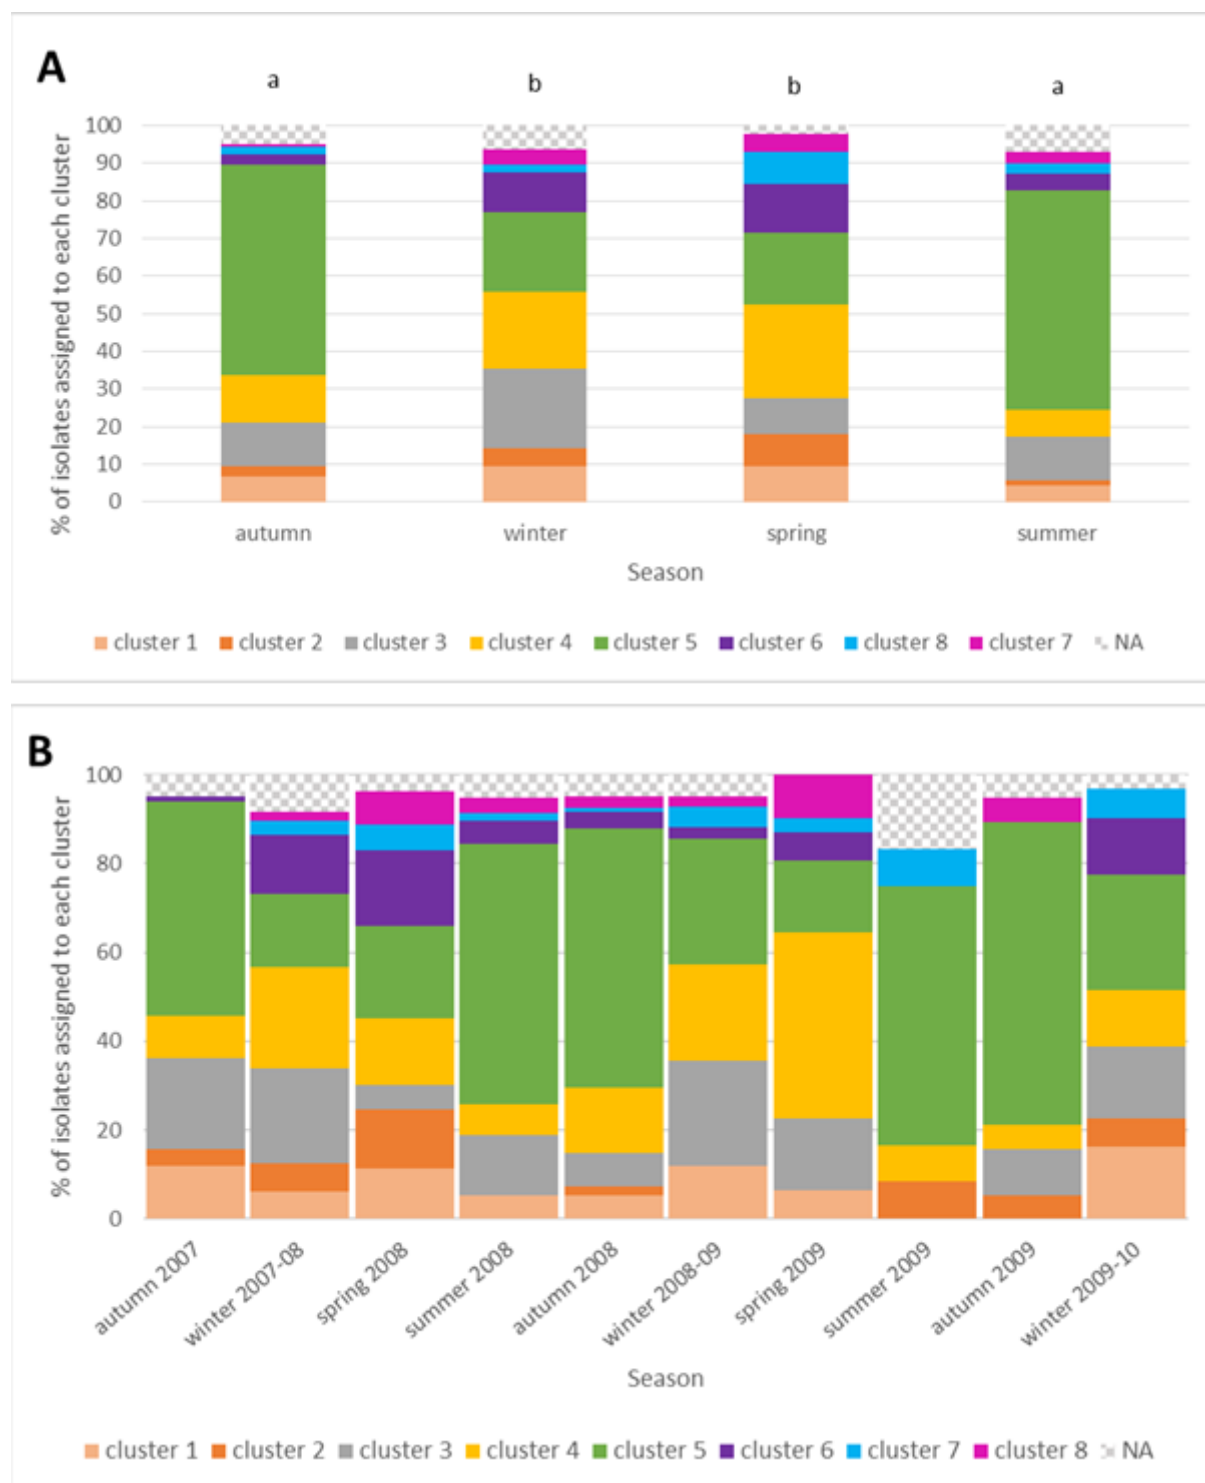 A
a b b a
% of isolates assigned to each cluster
100
90
80
70
60
50
40
30
20
10
0
autumn winter spring summer
Season
cluster 1 cluster 2 cluster 3 cluster 4 cluster 5 cluster 6 cluster 8 cluster 7 NA
B
% of isolates assigned to each cluster
100
80
60
40
20
0
autumn 2007
winter 2007-08
spring 2008
summer 2008
autumn 2008
winter 2008-09
spring 2009
summer 2009
autumn 2009
winter 2009-10
Season
cluster 1 cluster 2 cluster 3 cluster 4 cluster 5 cluster 6 cluster 7 cluster 8 NA